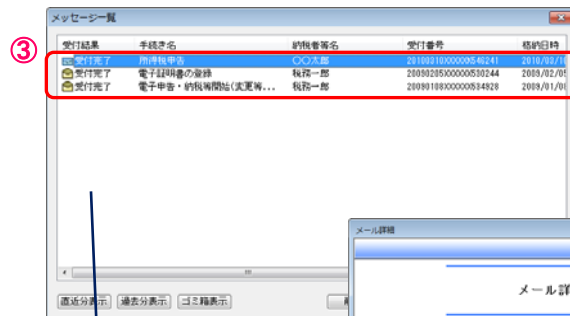 メッセージ一覧
③
受付結果 手続き名 納税者等名 受付番号 格納日時
受付完了 所得税申告 〇〇太郎 2010/03/1
受付完了 電子証明書の登録 税務一郎 2009/02/05
受付完了 電子申告・納税等開始(変更等... 税務一郎 2009/01/0
メール詳細
メール詳
直近分表示 過去分表示 ゴミ箱表示